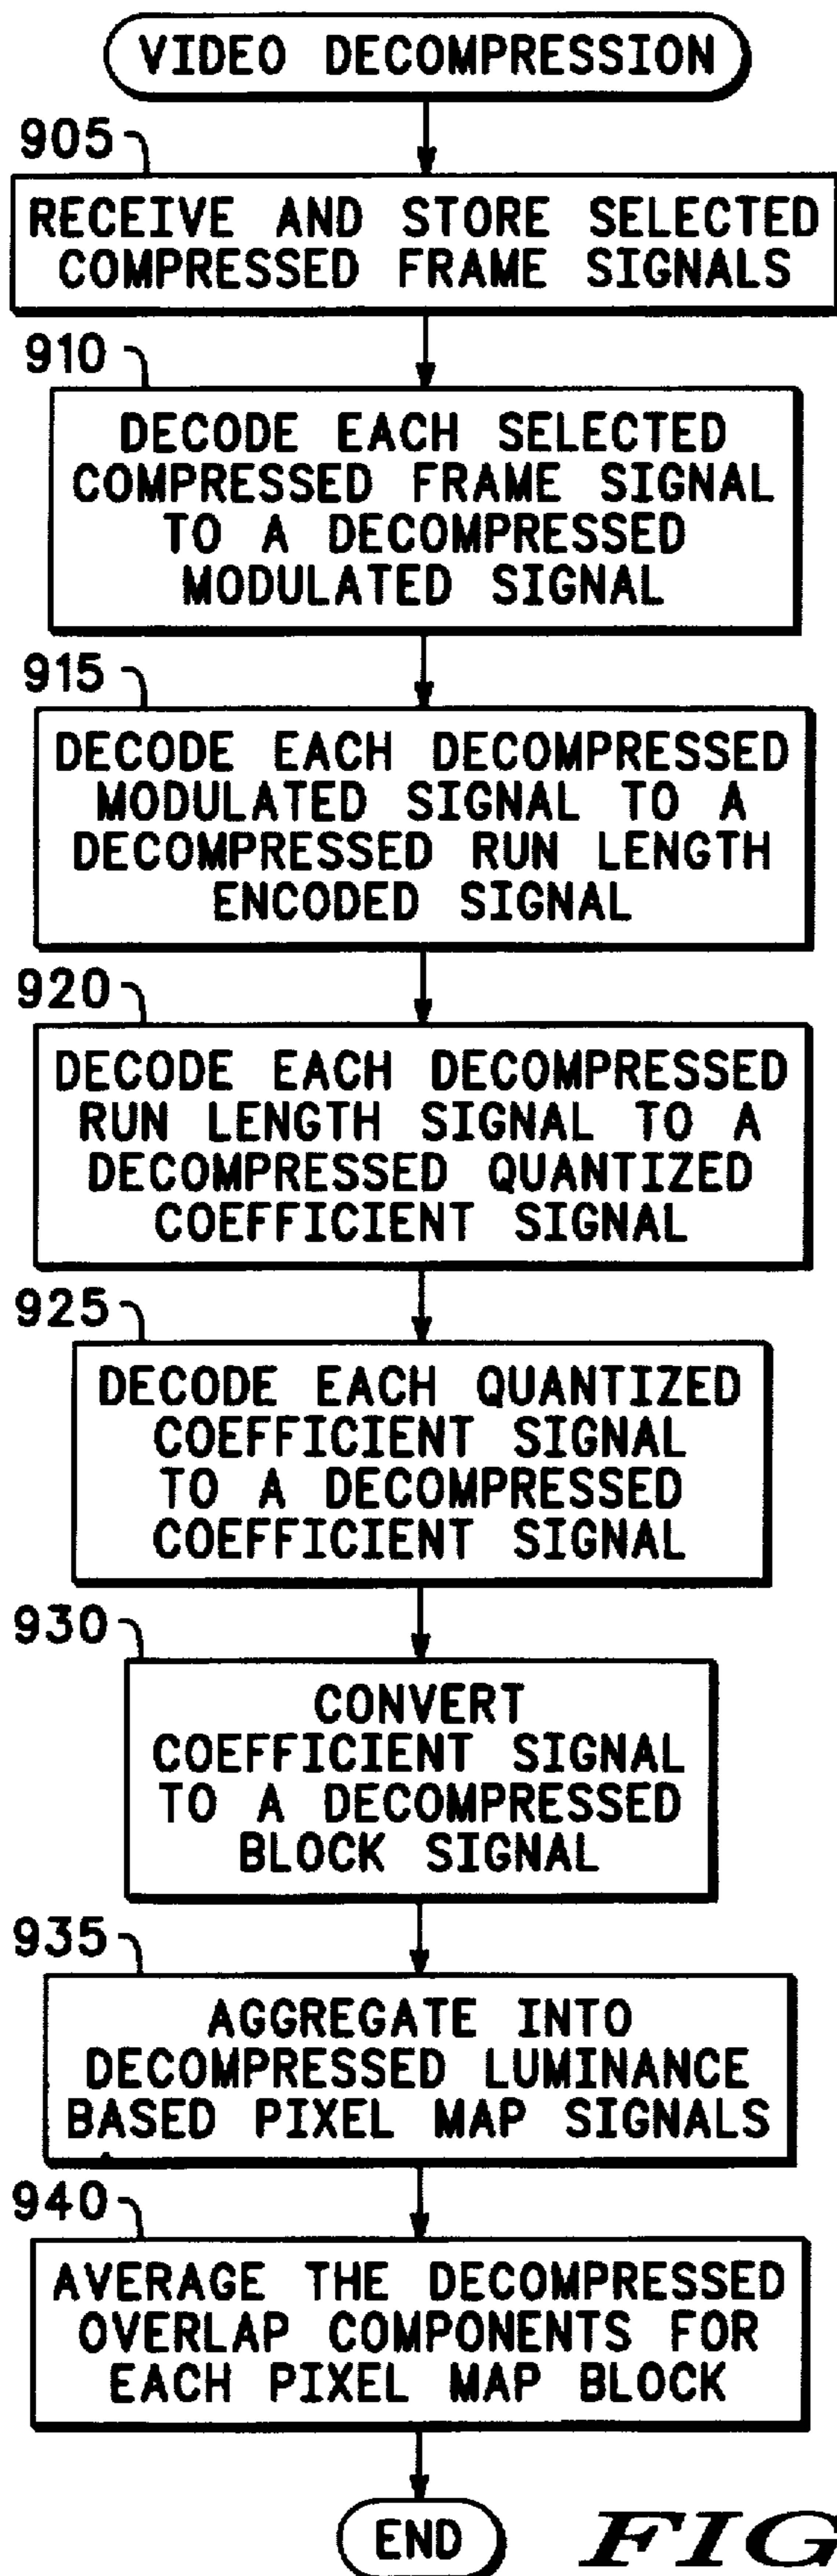 VIDEO DECOMPRESSION
905
RECEIVE AND STORE SELECTED
COMPRESSED FRAME SIGNALS
910
DECODE EACH SELECTED
COMPRESSED FRAME SIGNAL
TO A DECOMPRESSED
MODULATED SIGNAL
915
DECODE EACH DECOMPRESSED
MODULATED SIGNAL TO A
DECOMPRESSED RUN LENGTH
ENCODED SIGNAL
920
DECODE EACH DECOMPRESSED
RUN LENGTH SIGNAL TO A
DECOMPRESSED QUANTIZED
COEFFICIENT SIGNAL
925
DECODE EACH QUANTIZED
COEFFICIENT SIGNAL
TO A DECOMPRESSED
COEFFICIENT SIGNAL
930
CONVERT
COEFFICIENT SIGNAL
TO A DECOMPRESSED
BLOCK SIGNAL
935
AGGREGATE INTO
DECOMPRESSED LUMINANCE
BASED PIXEL MAP SIGNALS
940
AVERAGE THE DECOMPRESSED
OVERLAP COMPONENTS FOR
EACH PIXEL MAP BLOCK
END
FIG